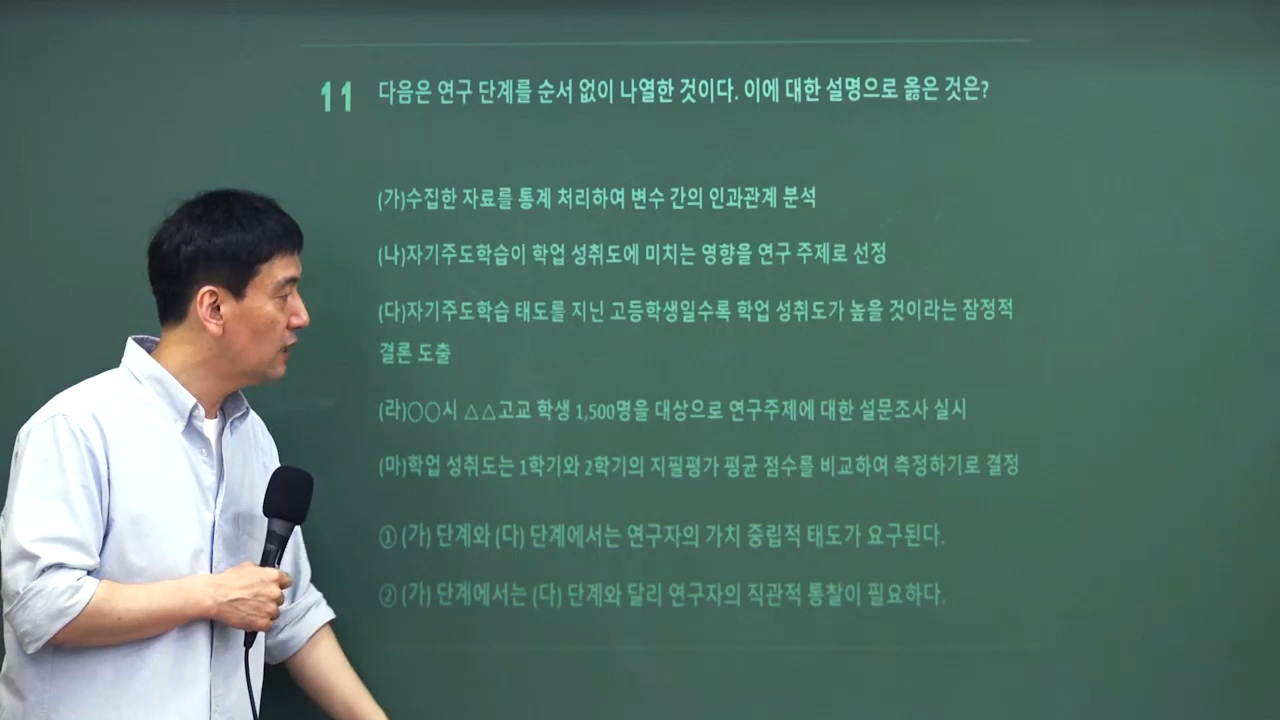 11 다음은 연구 단계를 순서 없이 나열한 것이다. 이에 대한 설명으로 옳은 것은?
(가)수집한 자료를 통계 처리하여 변수 간의 인과관계 분석
(나)자기주도학습이 학업 성취도에 미치는 영향을 연구 주제로 선정
(다)자기주도학습 태도를 지닌 고등학생일수록 학업 성취도가 높을 것이라는 잠정적
결론 도출
(라)○○시 △△고교 학생 1,500명을 대상으로 연구주제에 대한 설문조사 실시
(마)학업 성취도는 1학기와 2학기의 지필평가 평균 점수를 비교하여 측정하기로 결정
① (가) 단계와 (다) 단계에서는 연구자의 가치 중립적 태도가 요구된다.
② (가) 단계에서는 (다) 단계와 달리 연구자의 직관적 통찰이 필요하다.